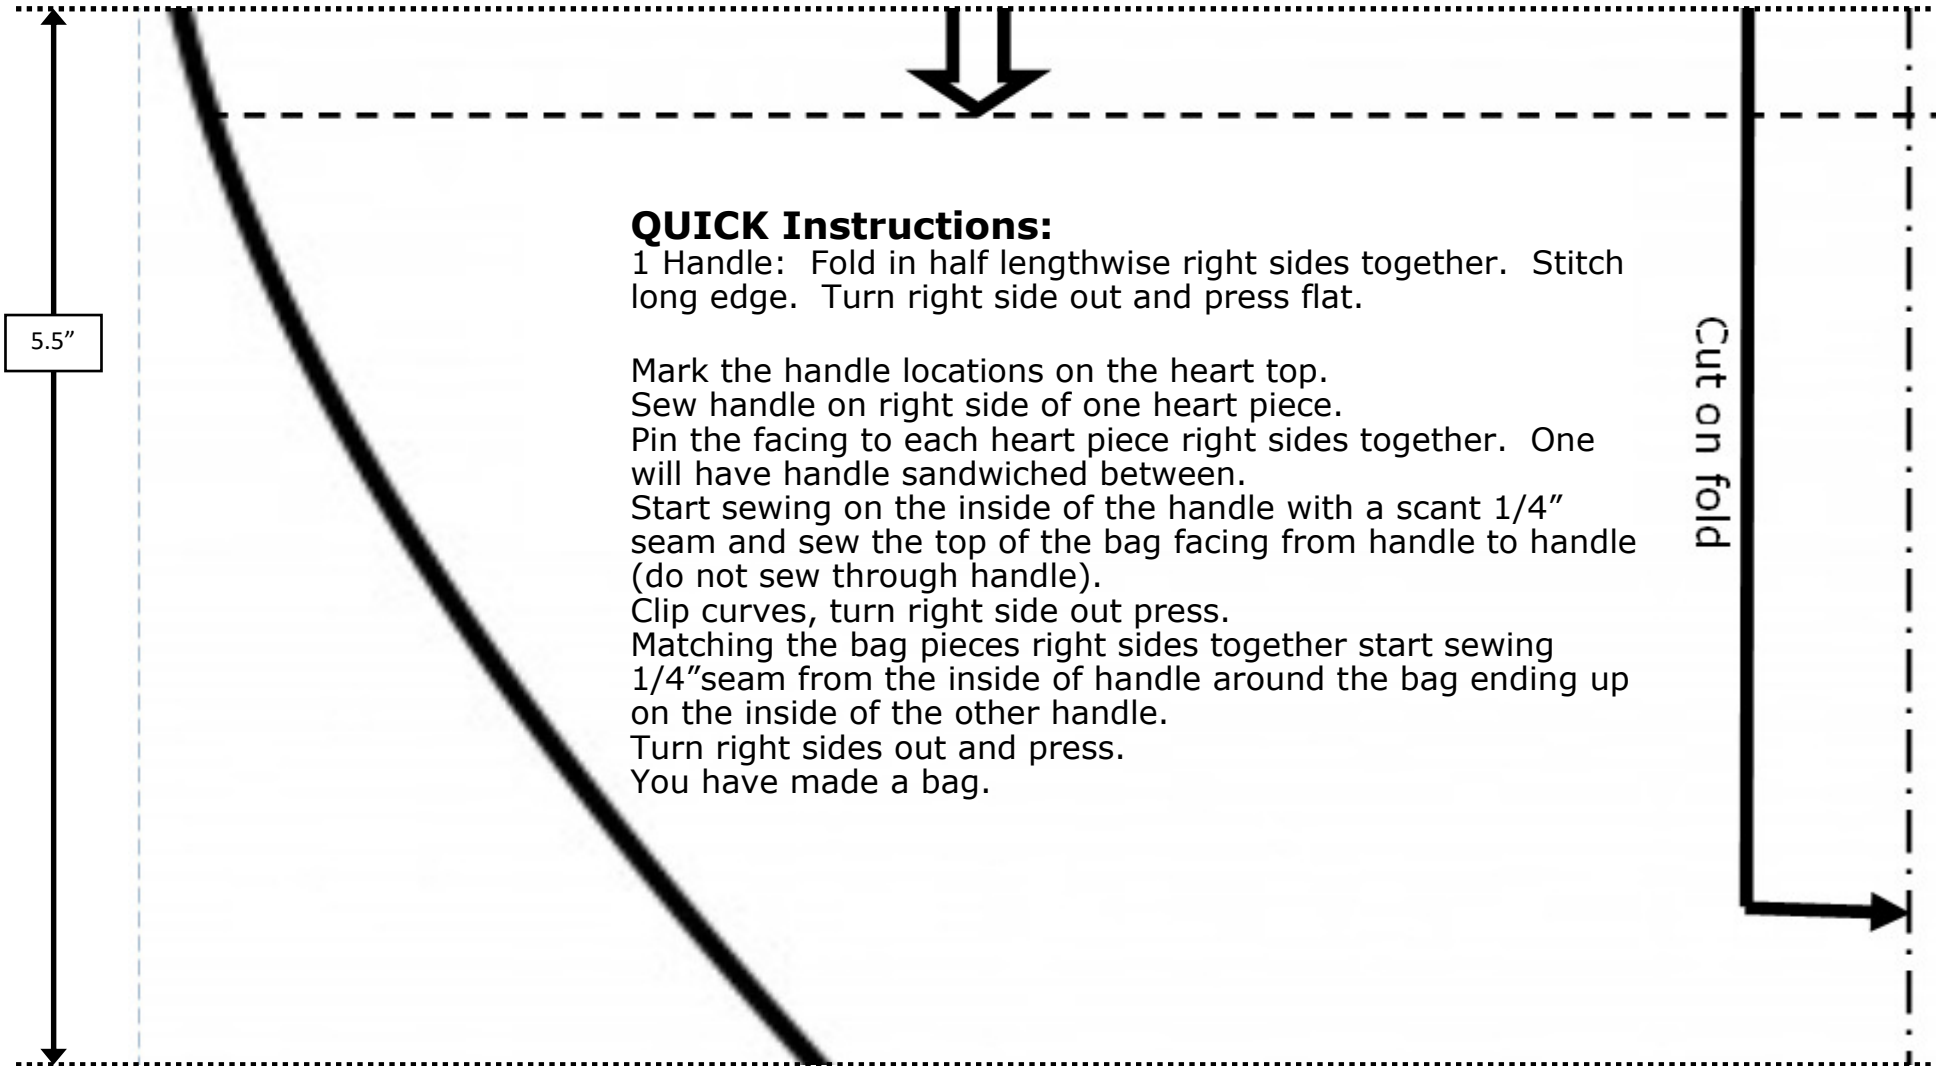 QUICK Instructions:
1 Handle:  Fold in half lengthwise right sides together.  Stitch
long edge.  Turn right side out and press flat.
5.5”
Mark the handle locations on the heart top.
Sew handle on right side of one heart piece.
Pin the facing to each heart piece right sides together.  One
will have handle sandwiched between.
Start sewing on the inside of the handle with a scant 1/4”
seam and sew the top of the bag facing from handle to handle
(do not sew through handle).
Clip curves, turn right side out press.
Matching the bag pieces right sides together start sewing
1/4”seam from the inside of handle around the bag ending up
on the inside of the other handle.
Turn right sides out and press.
You have made a bag.
Cut on fold